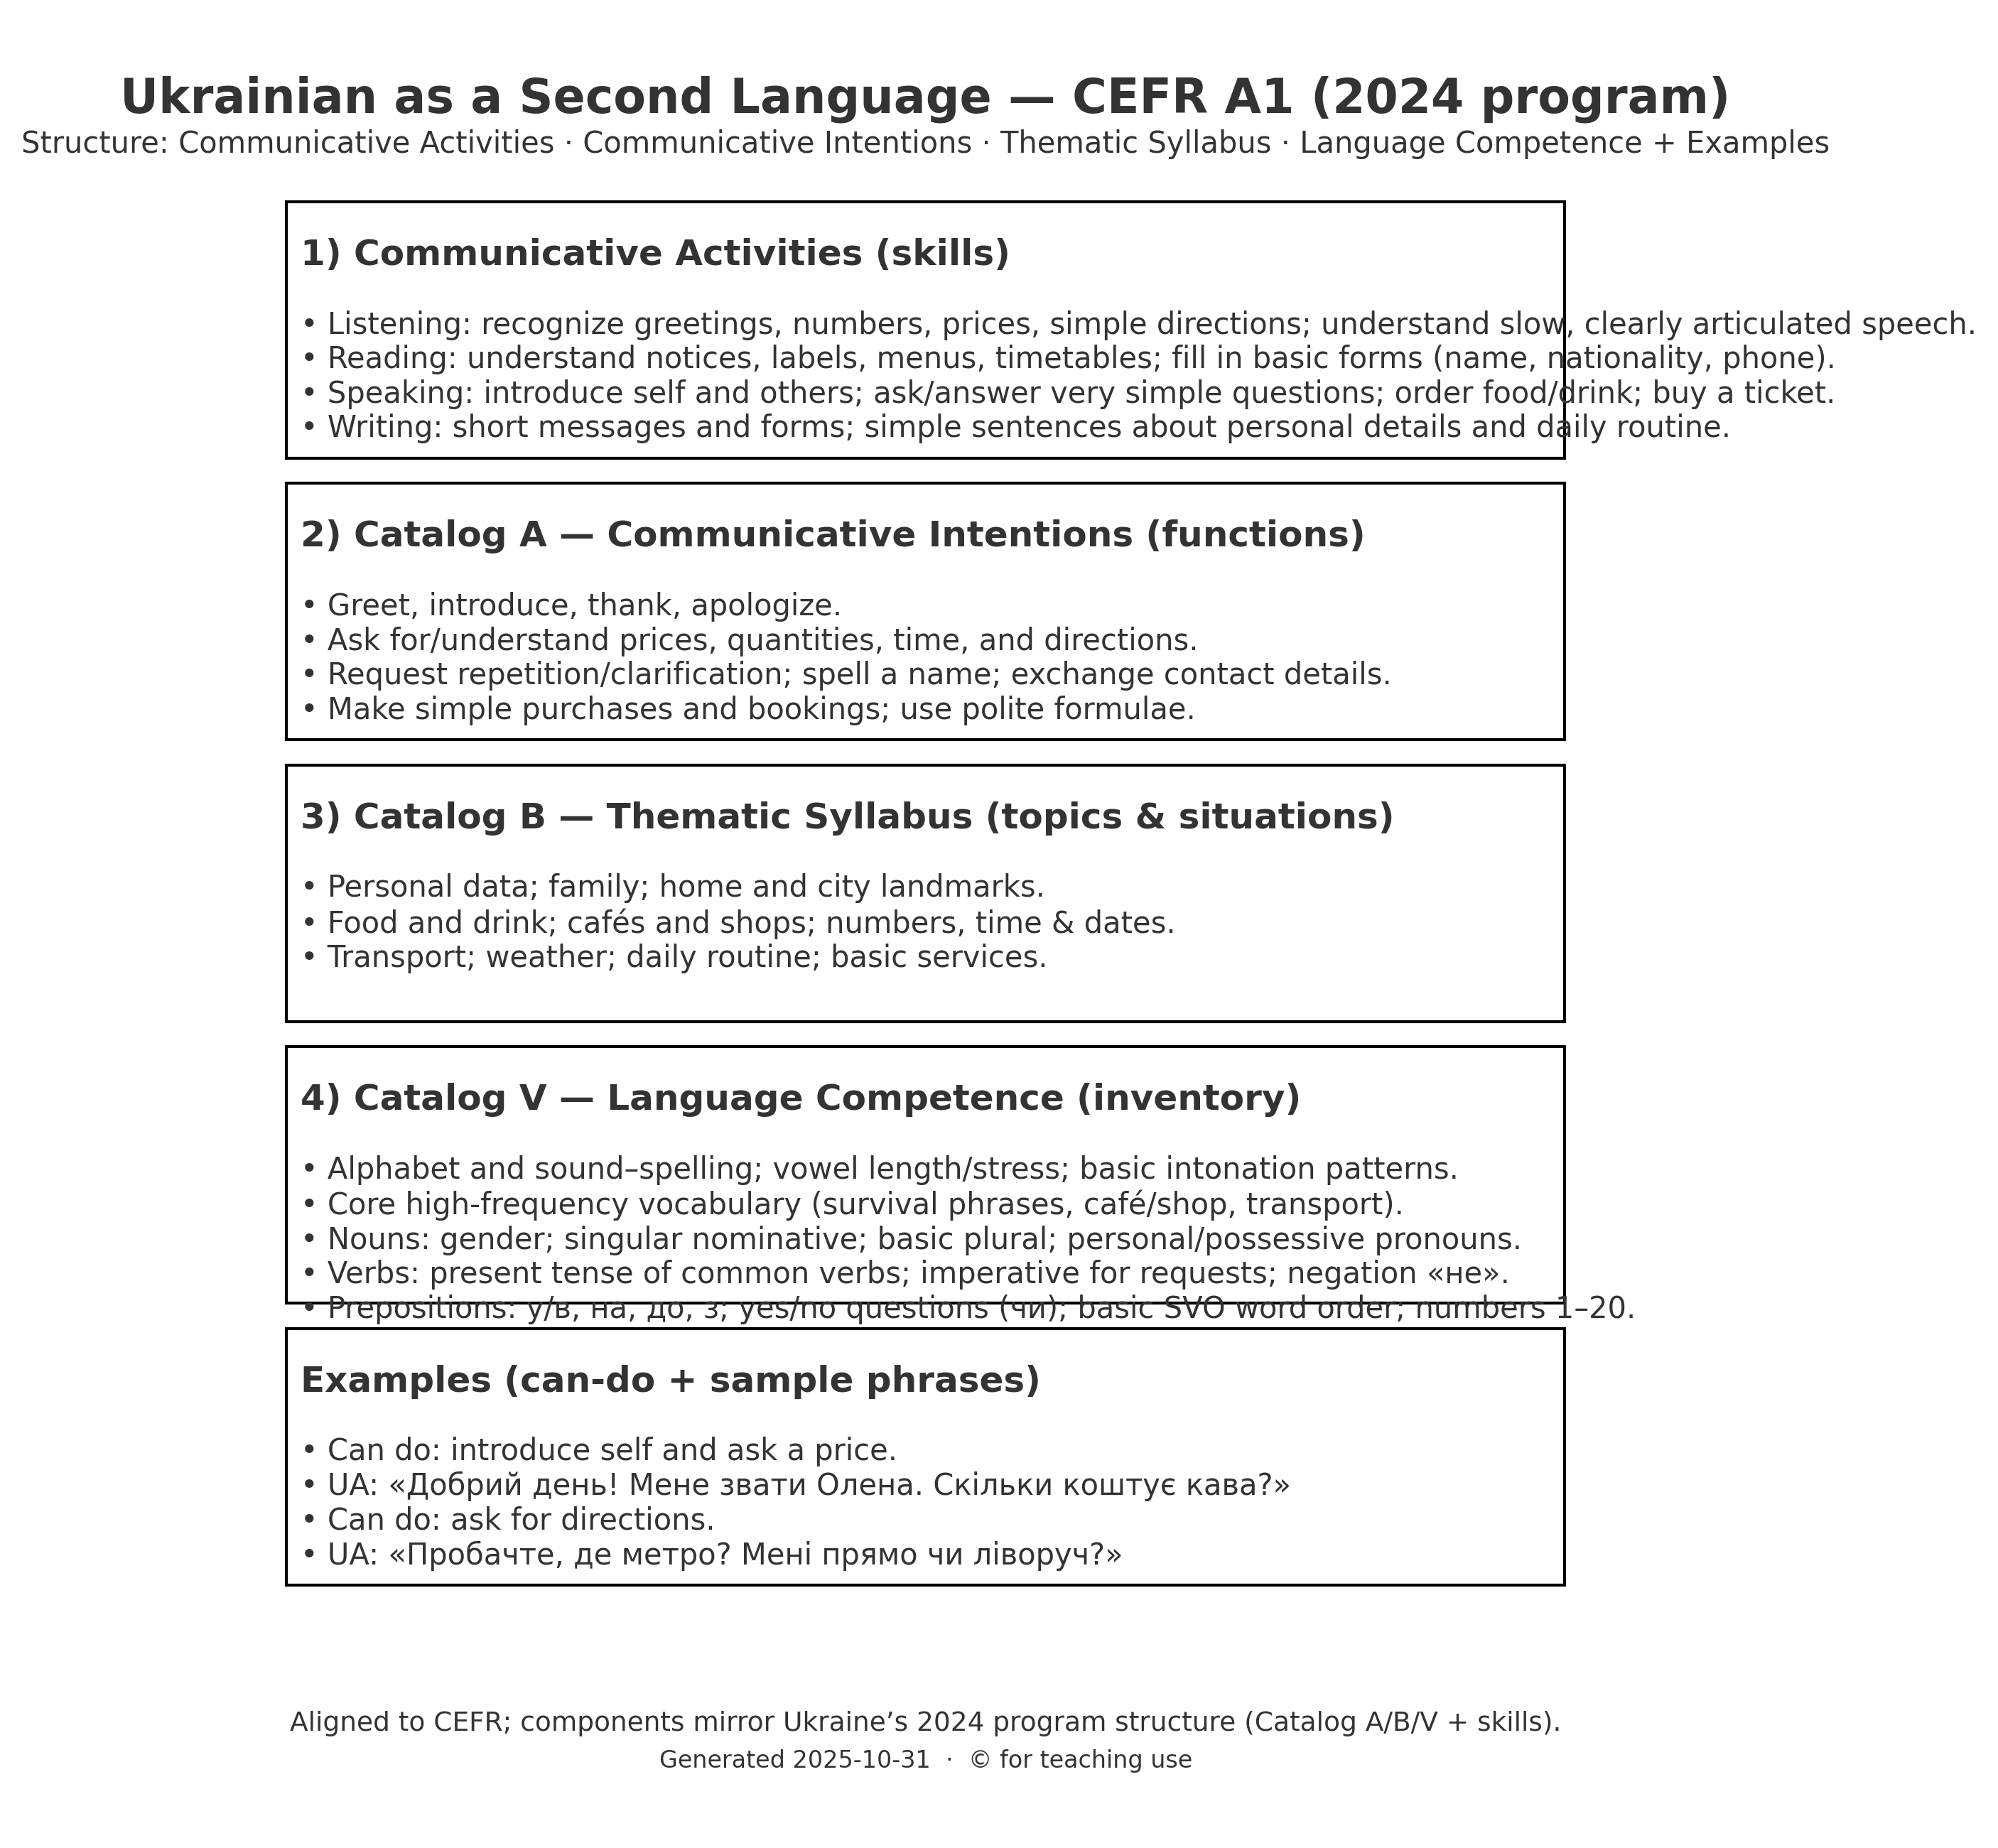 Ukrainian as a Second Language — CEFR A1 (2024 program)
Structure: Communicative Activities · Communicative Intentions · Thematic Syllabus · Language Competence + Examples
1) Communicative Activities (skills)
• Listening: recognize greetings, numbers, prices, simple directions; understand slow, clearly articulated speech.
• Reading: understand notices, labels, menus, timetables; fill in basic forms (name, nationality, phone).
• Speaking: introduce self and others; ask/answer very simple questions; order food/drink; buy a ticket.
• Writing: short messages and forms; simple sentences about personal details and daily routine.
2) Catalog A — Communicative Intentions (functions)
• Greet, introduce, thank, apologize.
• Ask for/understand prices, quantities, time, and directions.
• Request repetition/clarification; spell a name; exchange contact details.
• Make simple purchases and bookings; use polite formulae.
3) Catalog B — Thematic Syllabus (topics & situations)
• Personal data; family; home and city landmarks.
• Food and drink; cafés and shops; numbers, time & dates.
• Transport; weather; daily routine; basic services.
4) Catalog V — Language Competence (inventory)
• Alphabet and sound–spelling; vowel length/stress; basic intonation patterns.
• Core high-frequency vocabulary (survival phrases, café/shop, transport).
• Nouns: gender; singular nominative; basic plural; personal/possessive pronouns.
• Verbs: present tense of common verbs; imperative for requests; negation «не».
• Prepositions: у/в, на, до, з; yes/no questions (чи); basic SVO word order; numbers 1–20.
Examples (can-do + sample phrases)
• Can do: introduce self and ask a price.
• UA: «Добрий день! Мене звати Олена. Скільки коштує кава?»
• Can do: ask for directions.
• UA: «Пробачте, де метро? Мені прямо чи ліворуч?»
Aligned to CEFR; components mirror Ukraine’s 2024 program structure (Catalog A/B/V + skills).
Generated 2025-10-31 · © for teaching use